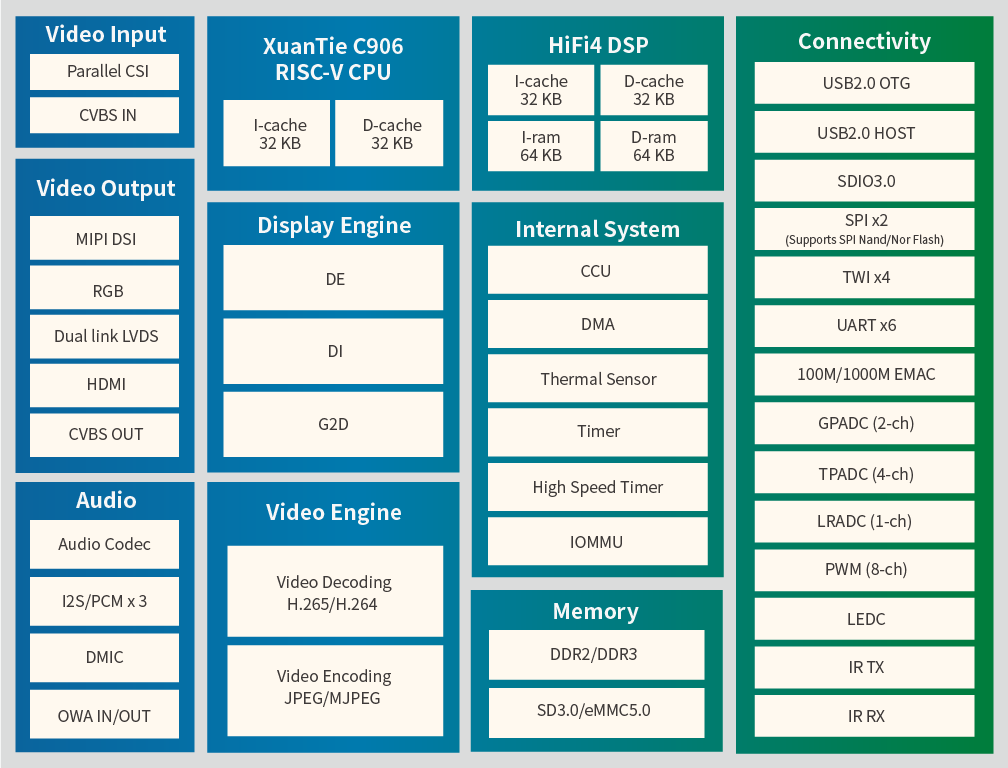 Video Input
Parallel CSI
CVBS IN
Video Output
MIPI DSI
RGB
Dual link LVDS
HDMI
CVBS OUT
Audio
Audio Codec
I2S/PCM x 3
DMIC
OWA IN/OUT
XuanTie C906
RISC-V CPU
I-cache
32 KB
D-cache
32 KB
Display Engine
DE
DI
G2D
Video Engine
Video Decoding
H.265/H.264
Video Encoding
JPEG/MJPEG
HiFi4 DSP
I-cache
32 KB
D-cache
32 KB
I-ram
64 KB
D-ram
64 KB
Internal System
CCU
DMA
Thermal Sensor
Timer
High Speed Timer
IOMMU
Memory
DDR2/DDR3
SD3.0/eMMC5.0
Connectivity
USB2.0 OTG
USB2.0 HOST
SDIO3.0
SPI x2
(Supports SPI Nand/Nor Flash)
TWI x4
UART x6
100M/1000M EMAC
GPADC (2-ch)
TPADC (4-ch)
LRADC (1-ch)
PWM (8-ch)
LEDC
IR TX
IR RX